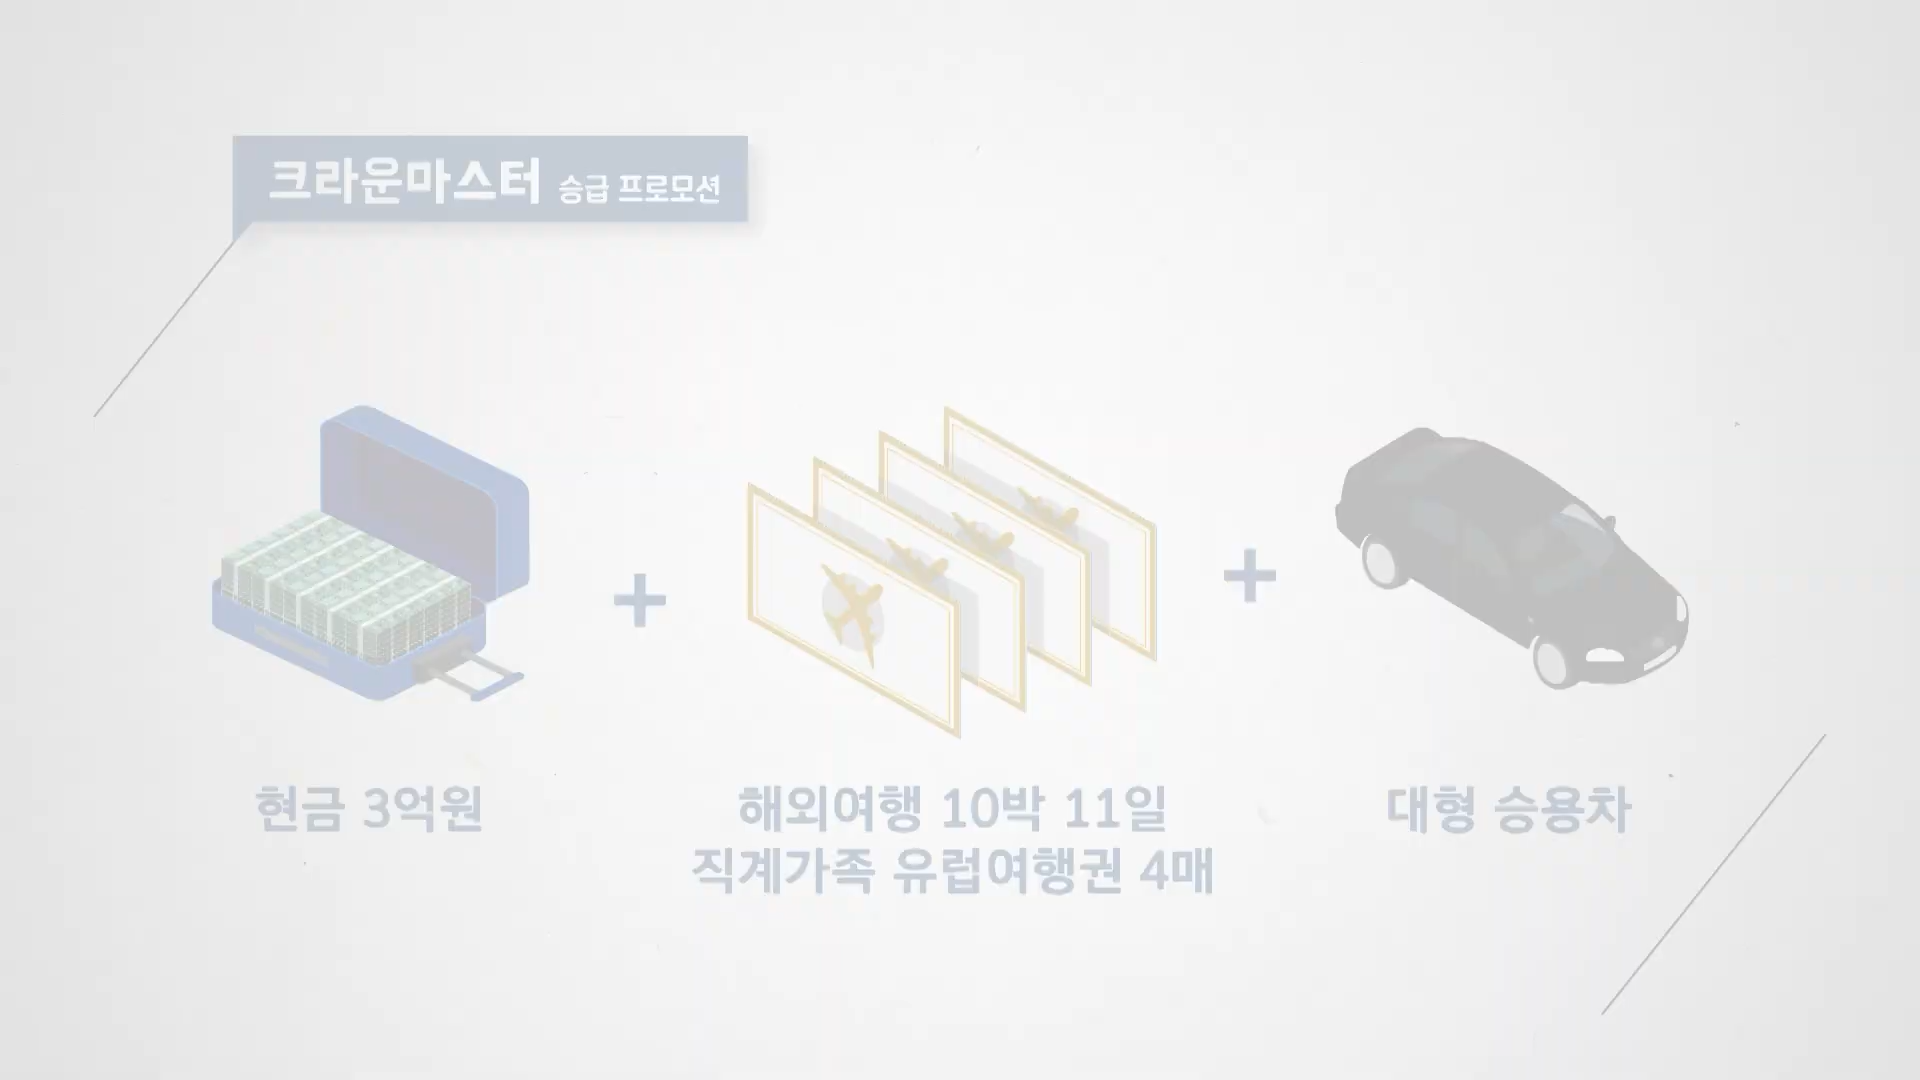 크라운마스터 승급 프로모션
현금 3억원
해외여행 10박 11일
직계가족 유럽여행권 4매
대형 승용차